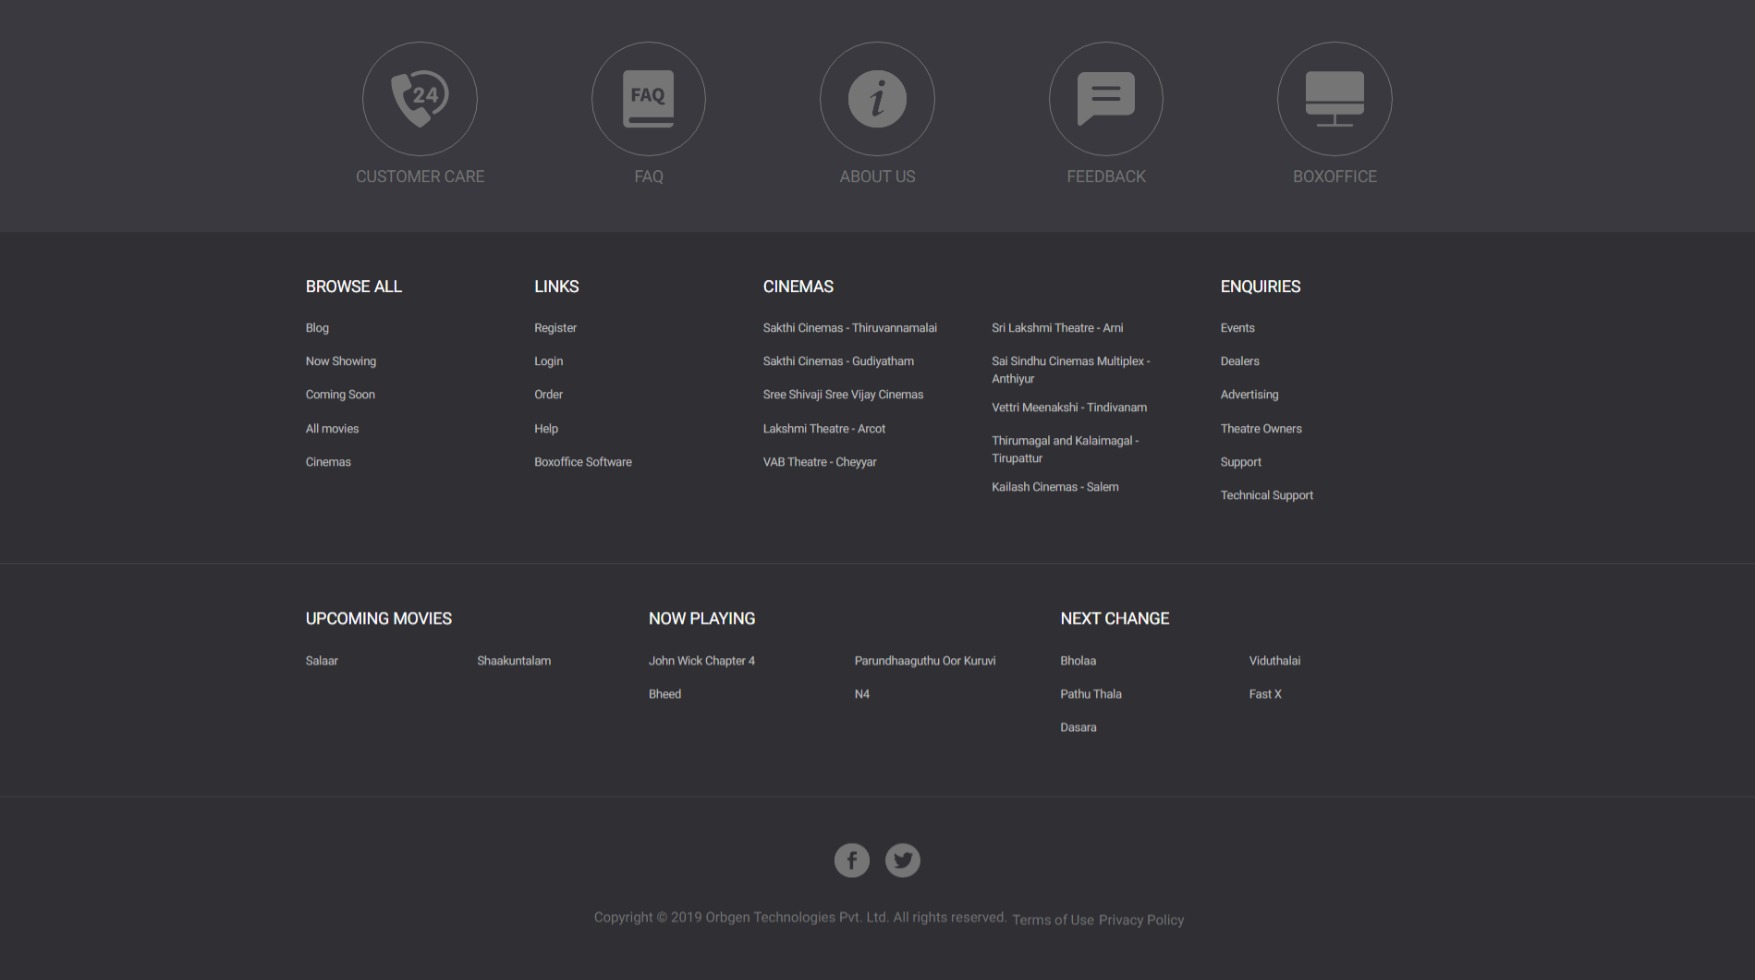 24
FAQ
i
CUSTOMER CARE
FAQ
ABOUT US
FEEDBACK
BOXOFFICE
BROWSE ALL
Blog
Now Showing
Coming Soon
All movies
Cinemas
LINKS
Register
Login
Order
Help
Boxoffice Software
CINEMAS
Sakthi Cinemas - Thiruvannamalai
Sakthi Cinemas - Gudiyatham
Sree Shivaji Sree Vijay Cinemas
Lakshmi Theatre - Arcot
VAB Theatre - Cheyyar
Sri Lakshmi Theatre - Arni
Sai Sindhu Cinemas Multiplex -
Anthiyur
Vettri Meenakshi - Tindivanam
Thirumagal and Kalaimagal -
Tirupattur
Kailash Cinemas - Salem
ENQUIRIES
Events
Dealers
Advertising
Theatre Owners
Support
Technical Support
UPCOMING MOVIES
Salaar
Shaakuntalam
NOW PLAYING
John Wick Chapter 4
Bheed
Parundhaaguthu Oor Kuruvi
N4
NEXT CHANGE
Bholaa
Pathu Thala
Dasara
Viduthalai
Fast X
f
Copyright © 2019 Orbgen Technologies Pvt. Ltd. All rights reserved. Terms of Use Privacy Policy